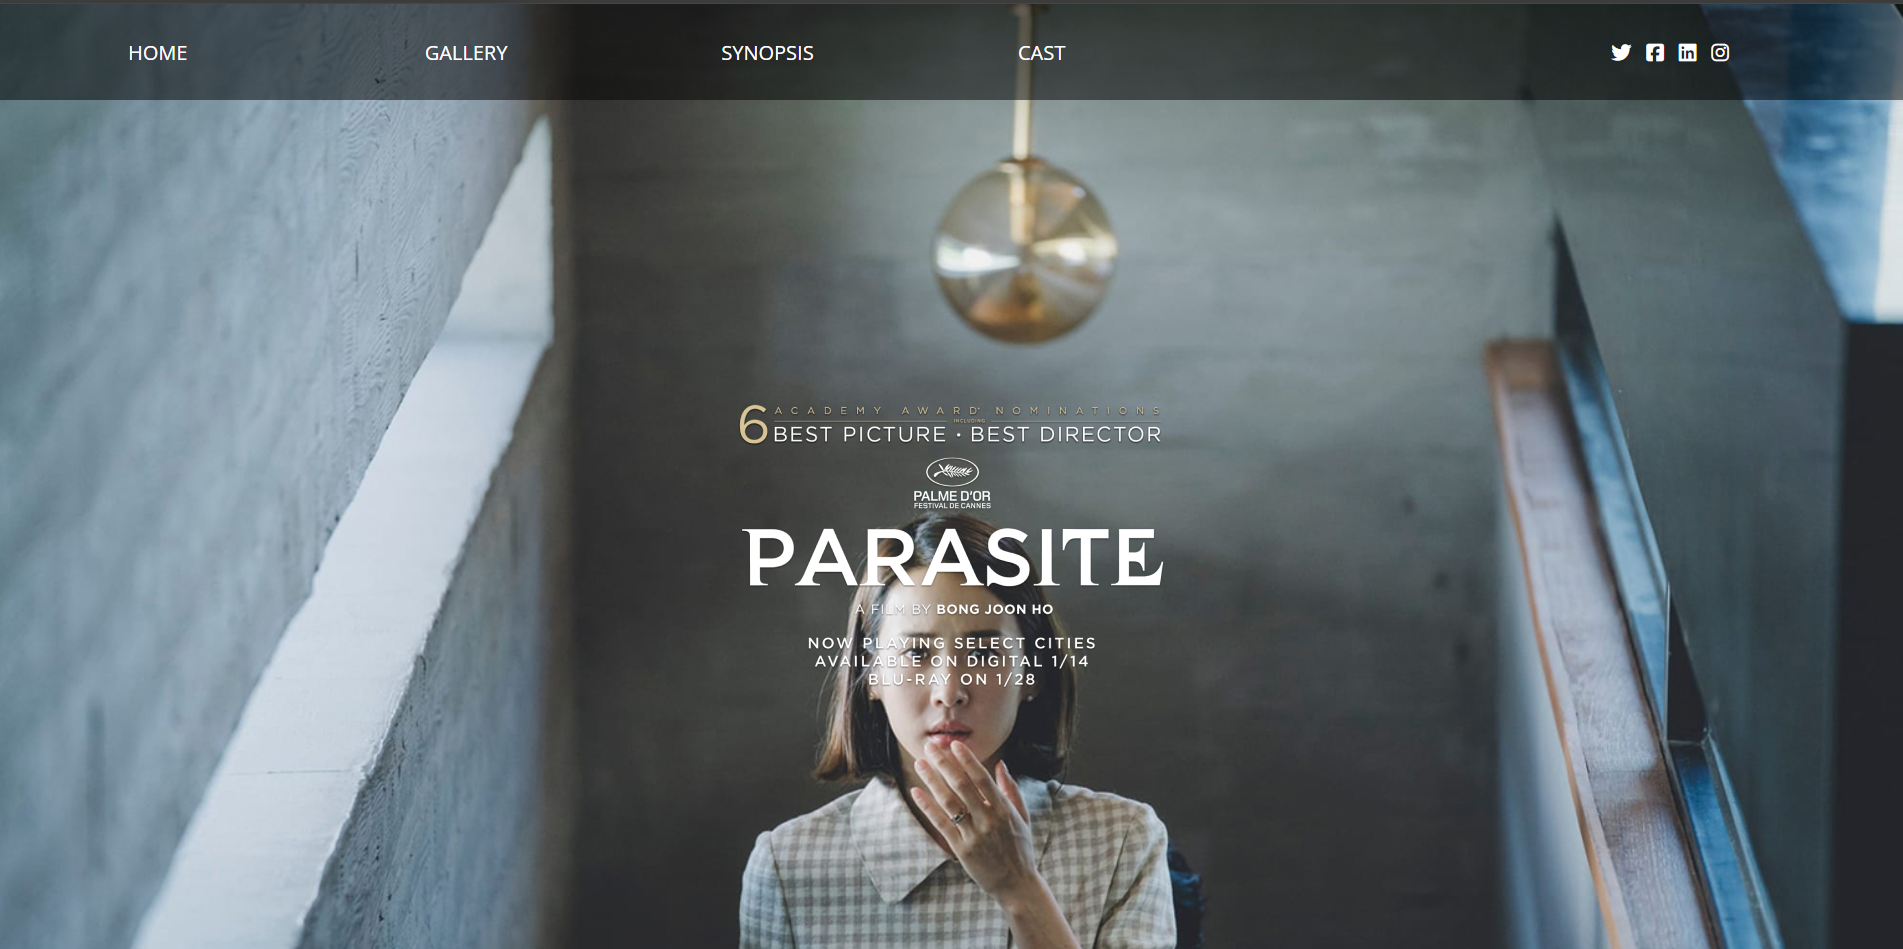 HOME GALLERY SYNOPSIS CAST
6 ACADEMY AWARD® NOMINATIONS
INCLUDING
BEST PICTURE · BEST DIRECTOR
PALME D'OR
FESTIVAL DE CANNES
PARASITE
A FILM BY BONG JOON HO
NOW PLAYING SELECT CITIES
AVAILABLE ON DIGITAL 1/14
BLU-RAY ON 1/28